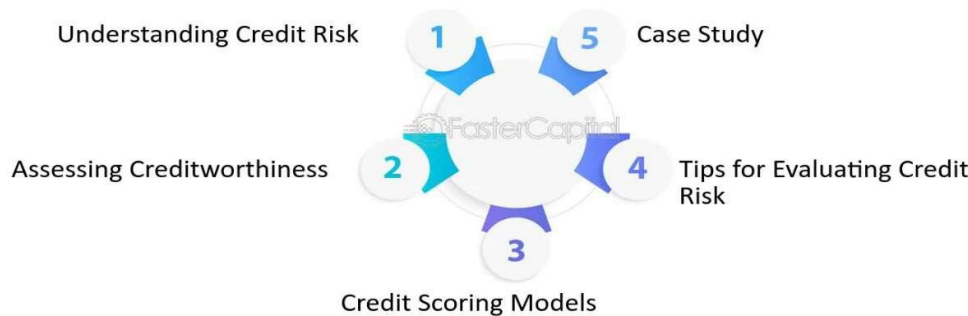 Understanding Credit Risk
1
5
Case Study
FasterCapital
Assessing Creditworthiness
2
4
Tips for Evaluating Credit
Risk
3
Credit Scoring Models